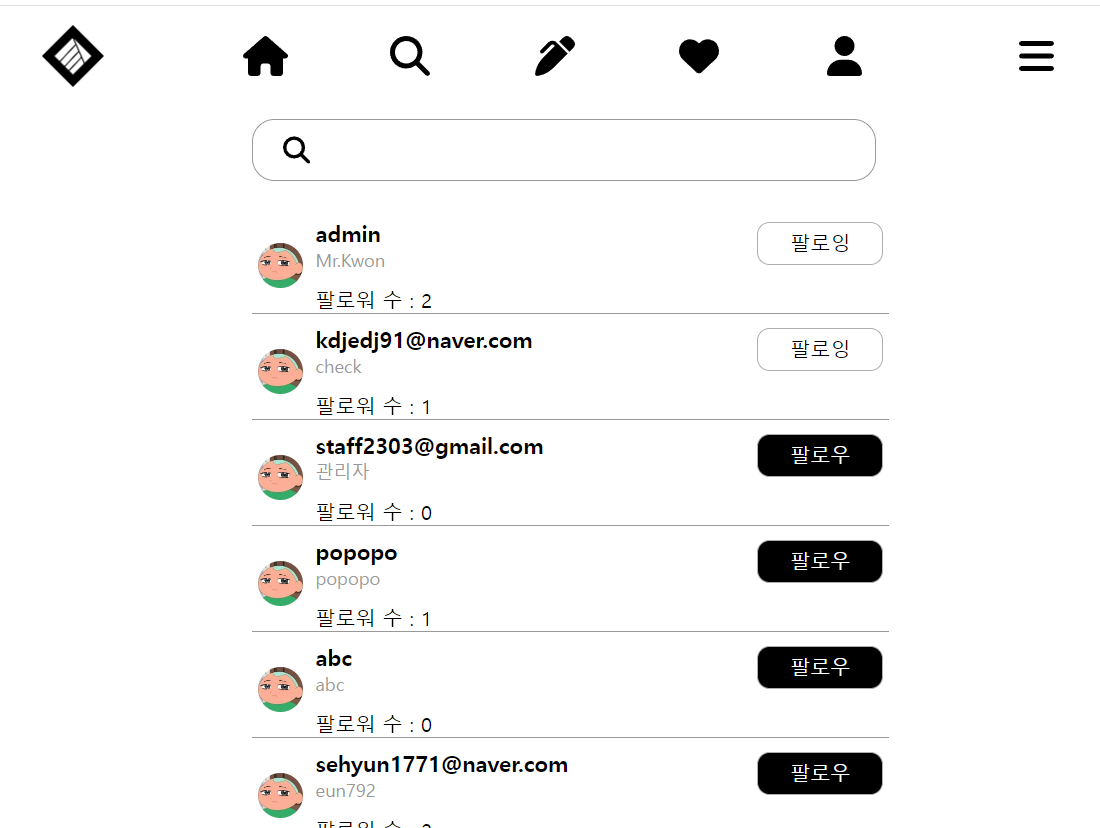 admin
팔로잉
Mr.Kwon
팔로워 수 : 2
kdjedj91@naver.com
팔로잉
check
팔로워 수 : 1
staff2303@gmail.com
팔로우
관리자
팔로워 수 : 0
popopo
팔로우
popopo
팔로워 수 : 1
abc
팔로우
abc
팔로워 수 : 0
sehyun1771@naver.com
팔로우
eun792